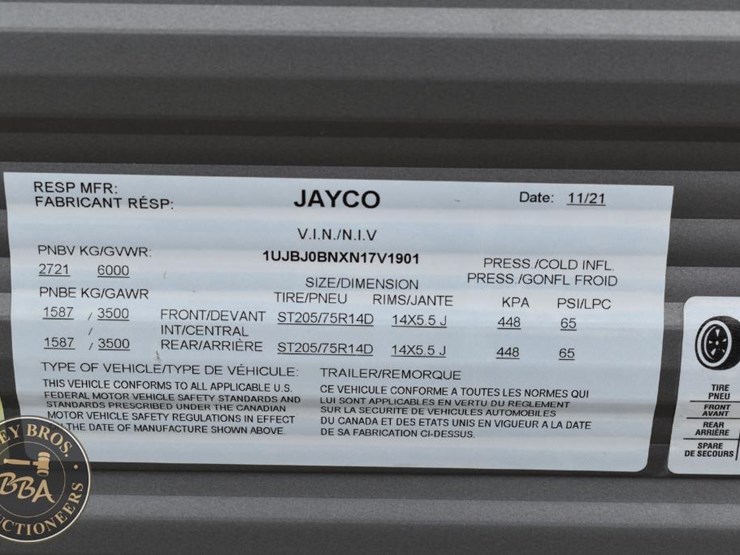 RESP MFR:
FABRICANT RÉSP:
JAYCO
Date: 11/21
V.I.N./N.I.V
1UJBJ0BNXN17V1901
PNBV KG/GVWR:
2721 6000
PRESS./COLD INFL.
PRESS./GONFL FROID
SIZE/DIMENSION
PNBE KG/GAWR
TIRE/PNEU RIMS/JANTE KPA PSI/LPC
1587 / 3500 FRONT/DEVANT ST205/75R14D 14X5.5 J 448 65
/ INT/CENTRAL
1587 / 3500 REAR/ARRIÈRE ST205/75R14D 14X5.5 J 448 65
TYPE OF VEHICLE/TYPE DE VÉHICULE: TRAILER/REMORQUE
THIS VEHICLE CONFORMS TO ALL APPLICABLE U.S.
FEDERAL MOTOR VEHICLE SAFETY STANDARDS AND
STANDARDS PRESCRIBED UNDER THE CANADIAN
MOTOR VEHICLE SAFETY REGULATIONS IN EFFECT
THE DATE OF MANUFACTURE SHOWN ABOVE.
CE VEHICULE CONFORME A TOUTES LES NORMES QUI
LUI SONT APPLICABLES EN VERTU DU REGLEMENT
SUR LA SECURITE DE VEHICULES AUTOMOBILES
DU CANADA ET DES ETATS UNIS EN VIGUEUR A LA DATE
DE SA FABRICATION CI-DESSUS.
TIRE
PNEU
FRONT
AVANT
REAR
ARRIÈRE
SPARE
DE SECOURS
EY BROS.
BBA
CTIONEERS